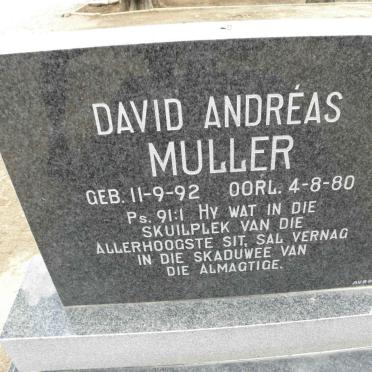 DAVID ANDRÉAS
MULLER
GEB. 11-9-92 OORL. 4-8-80
Ps. 91:1 HY WAT IN DIE
SKUILPLEK VAN DIE
ALLERHOOGSTE SIT, SAL VERNAG
IN DIE SKADUWEE VAN
DIE ALMAGTIGE.